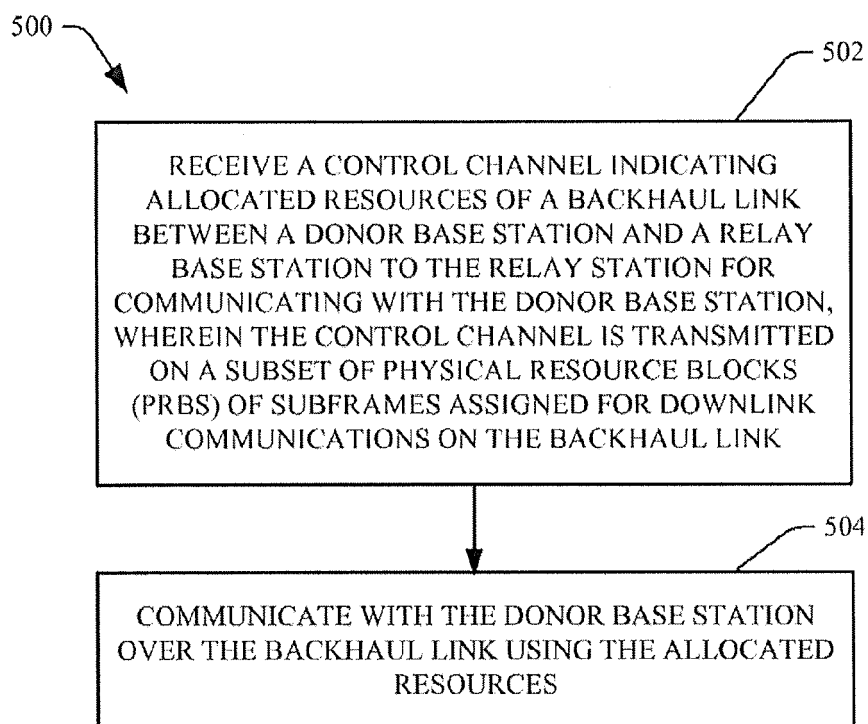 500
502
RECEIVE A CONTROL CHANNEL INDICATING
ALLOCATED RESOURCES OF A BACKHAUL LINK
BETWEEN A DONOR BASE STATION AND A RELAY
BASE STATION TO THE RELAY STATION FOR
COMMUNICATING WITH THE DONOR BASE STATION,
WHEREIN THE CONTROL CHANNEL IS TRANSMITTED
ON A SUBSET OF PHYSICAL RESOURCE BLOCKS
(PRBS) OF SUBFRAMES ASSIGNED FOR DOWNLINK
COMMUNICATIONS ON THE BACKHAUL LINK
504
COMMUNICATE WITH THE DONOR BASE STATION
OVER THE BACKHAUL LINK USING THE ALLOCATED
RESOURCES